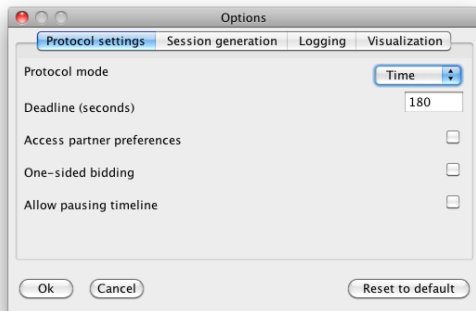 Options
Protocol settings Session generation Logging Visualization
Protocol mode Time
Deadline (seconds) 180
Access partner preferences
One-sided bidding
Allow pausing timeline
Ok Cancel Reset to default